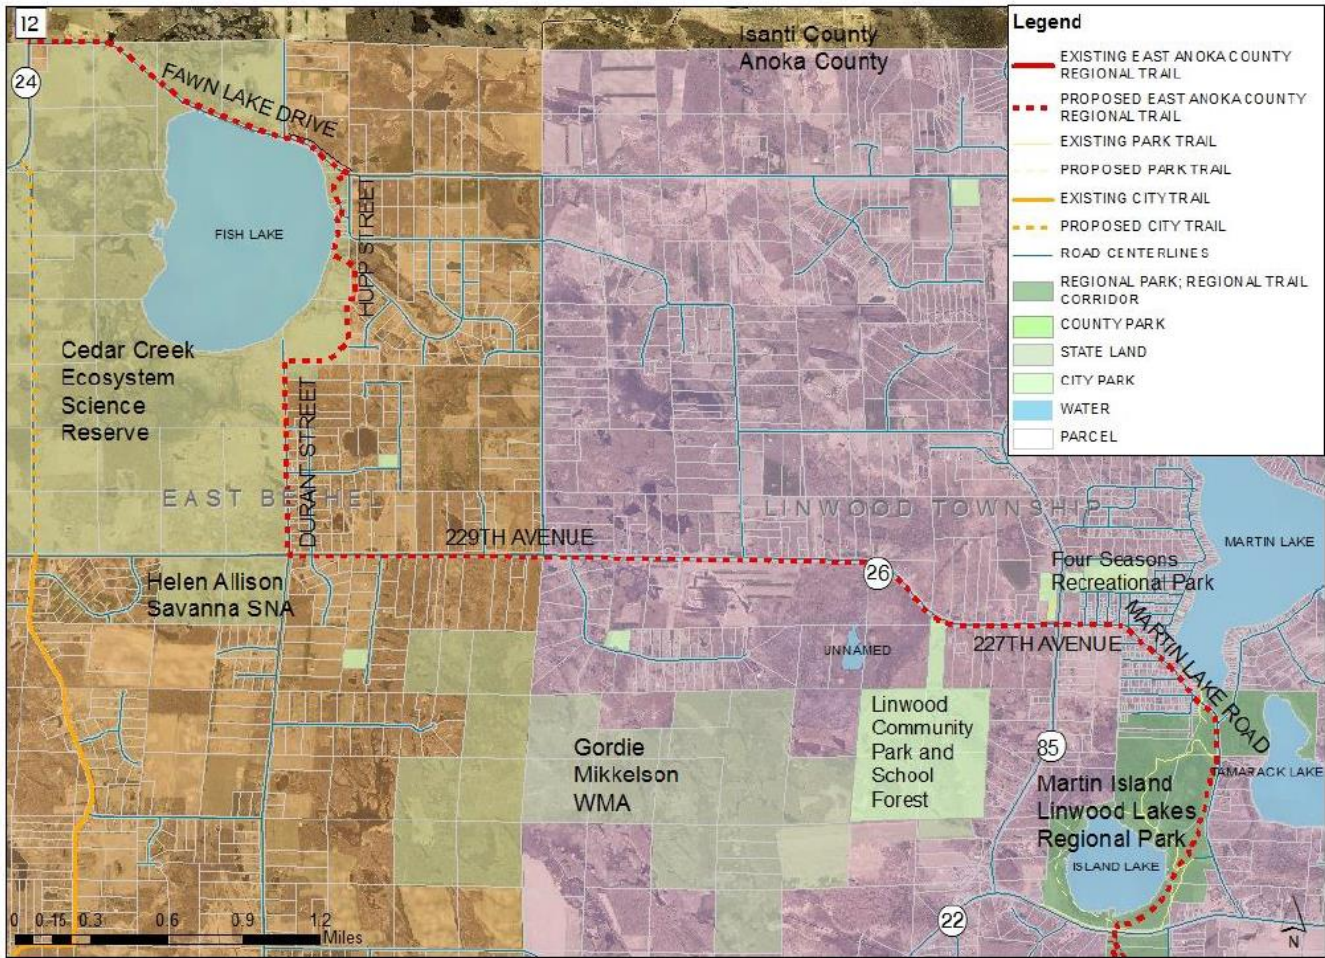 12
Isanti County
Anoka County
24
FAWN LAKE DRIVE
FISH LAKE
HUPP STREET
Cedar Creek
Ecosystem
Science
Reserve
DURANT STREET
EAST BETHEL
LINWOOD TOWNSHIP
229TH AVENUE
26
Helen Allison
Savanna SNA
Four Seasons
Recreational Park
MARTIN LAKE
UNNAMED
227TH AVENUE
MARTIN LAKE ROAD
Linwood
Community
Park and
School
Forest
Gordie
Mikkelson
WMA
85
TAMARACK LAKE
Martin Island
Linwood Lakes
Regional Park
ISLAND LAKE
22
0 0.15 0.3 0.6 0.9 1.2
Miles
N
Legend
EXISTING EAST ANOKA COUNTY
REGIONAL TRAIL
PROPOSED EAST ANOKA COUNTY
REGIONAL TRAIL
EXISTING PARK TRAIL
PROPOSED PARK TRAIL
EXISTING CITY TRAIL
PROPOSED CITY TRAIL
ROAD CENTERLINES
REGIONAL PARK; REGIONAL TRAIL
CORRIDOR
COUNTY PARK
STATE LAND
CITY PARK
WATER
PARCEL